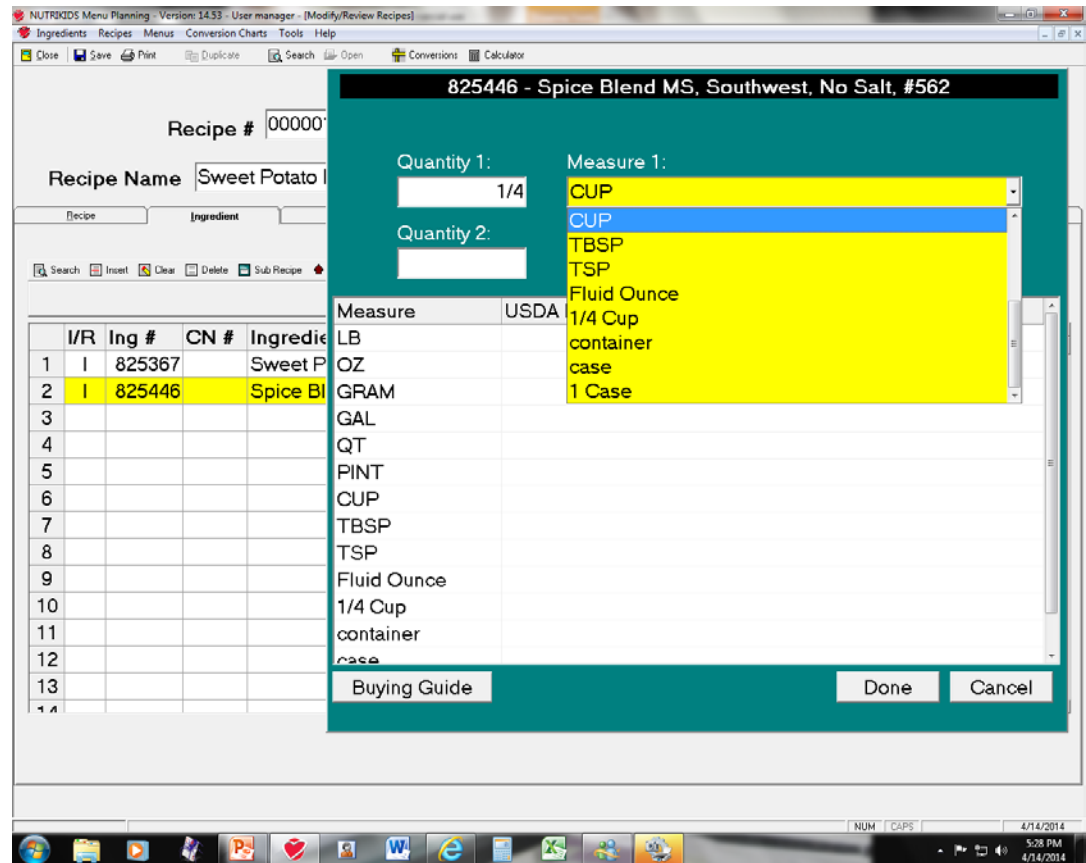 NUTRIKIDS Menu Planning - Version: 14.53 - User manager - [Modify/Review Recipes]
Ingredients Recipes Menus Conversion Charts Tools Help
Close Save Print Duplicate Search Open Conversions Calculator
825446 - Spice Blend MS, Southwest, No Salt, #562
Recipe # 00000
Recipe Name Sweet Potato
Quantity 1: Measure 1:
1/4 CUP
Recipe Ingredient
Quantity 2:
CUP
TBSP
TSP
Fluid Ounce
1/4 Cup
container
case
1 Case
Search Insert Clear Delete Sub Recipe
Measure USDA
LB
OZ
GRAM
GAL
QT
PINT
CUP
TBSP
TSP
Fluid Ounce
1/4 Cup
container
case
I/R Ing # CN # Ingredie
1 I 825367 Sweet P
2 I 825446 Spice Bl
3
4
5
6
7
8
9
10
11
12
13
14
Buying Guide Done Cancel
NUM CAPS 4/14/2014
5:28 PM
4/14/2014